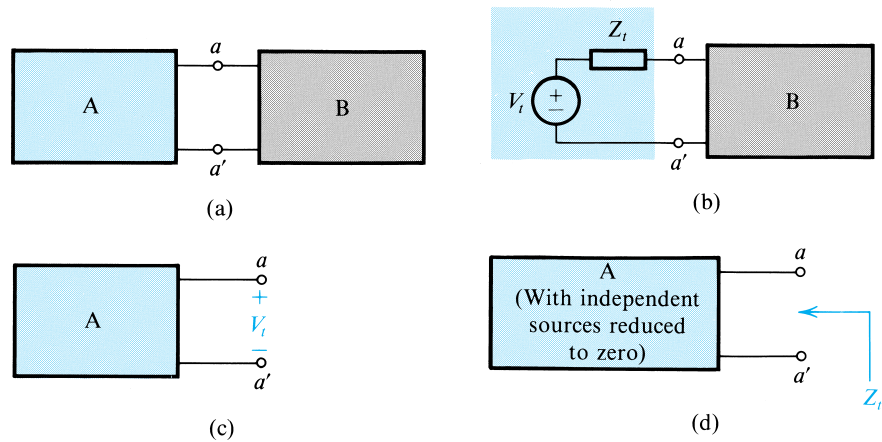 A
a
a′
B
(a)
Z_t
V_t
+
−
a
a′
B
(b)
A
a
+
V_t
−
a′
(c)
A
(With independent
sources reduced
to zero)
a
a′
Z_t
(d)